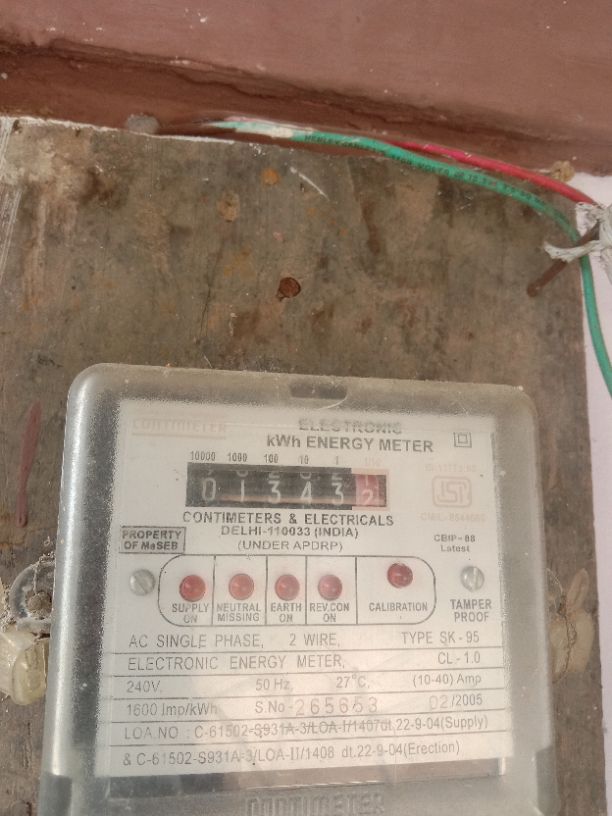 CONTIMETER
ELECTRONIC
kWh ENERGY METER
10000 1000 100 10 1 1/10
0 1 3 4 3 2
ISI
CONTIMETERS & ELECTRICALS
DELHI-110033 (INDIA)
(UNDER APDRP)
PROPERTY
OF MeSEB
CBIP-88
Latest
SUPPLY
ON
NEUTRAL
MISSING
EARTH
ON
REV.CON
ON
CALIBRATION
TAMPER
PROOF
AC SINGLE PHASE, 2 WIRE, TYPE SK-95
ELECTRONIC ENERGY METER, CL-1.0
240V. 50 Hz, 27°C, (10-40) Amp
1600 Imp/kWh S.No-265653 02/2005
LOA.NO : C-61502-S931A-3/LOA-I/1407dt.22-9-04(Supply)
& C-61502-S931A-3/LOA-II/1408 dt.22-9-04(Erection)
CONTIMETER